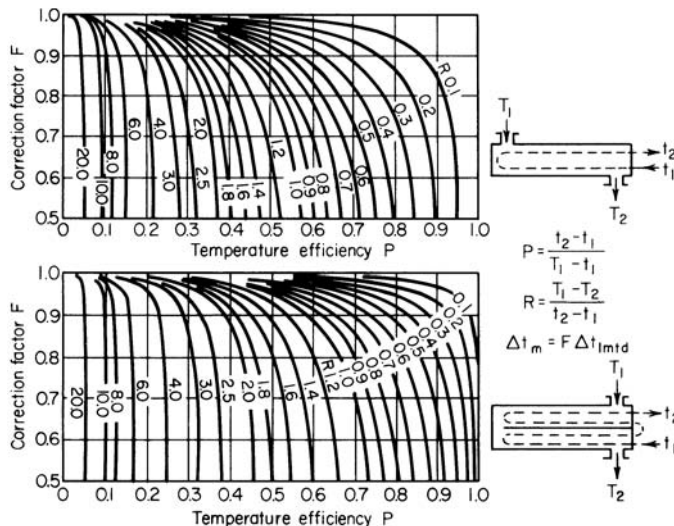 Correction factor F
1.0
0.9
0.8
0.7
0.6
0.5
20.0
10.0
8.0
6.0
4.0
3.0
2.5
2.0
1.8
1.6
1.4
1.2
1.0
0.9
0.8
0.7
0.6
0.5
0.4
0.3
0.2
R 0.1
0 0.1 0.2 0.3 0.4 0.5 0.6 0.7 0.8 0.9 1.0
Temperature efficiency P
T₁
t₂
t₁
T₂
P = (t₂ - t₁) / (T₁ - t₁)
R = (T₁ - T₂) / (t₂ - t₁)
Δtₘ = F Δt lmtd
Correction factor F
1.0
0.9
0.8
0.7
0.6
0.5
20.0
10.0
8.0
6.0
4.0
3.0
2.5
2.0
1.8
1.6
1.4
R 1.2
1.0
0.9
0.8
0.7
0.6
0.5
0.4
0.3
0.2
0.1
0 0.1 0.2 0.3 0.4 0.5 0.6 0.7 0.8 0.9 1.0
Temperature efficiency P
T₁
t₂
t₁
T₂